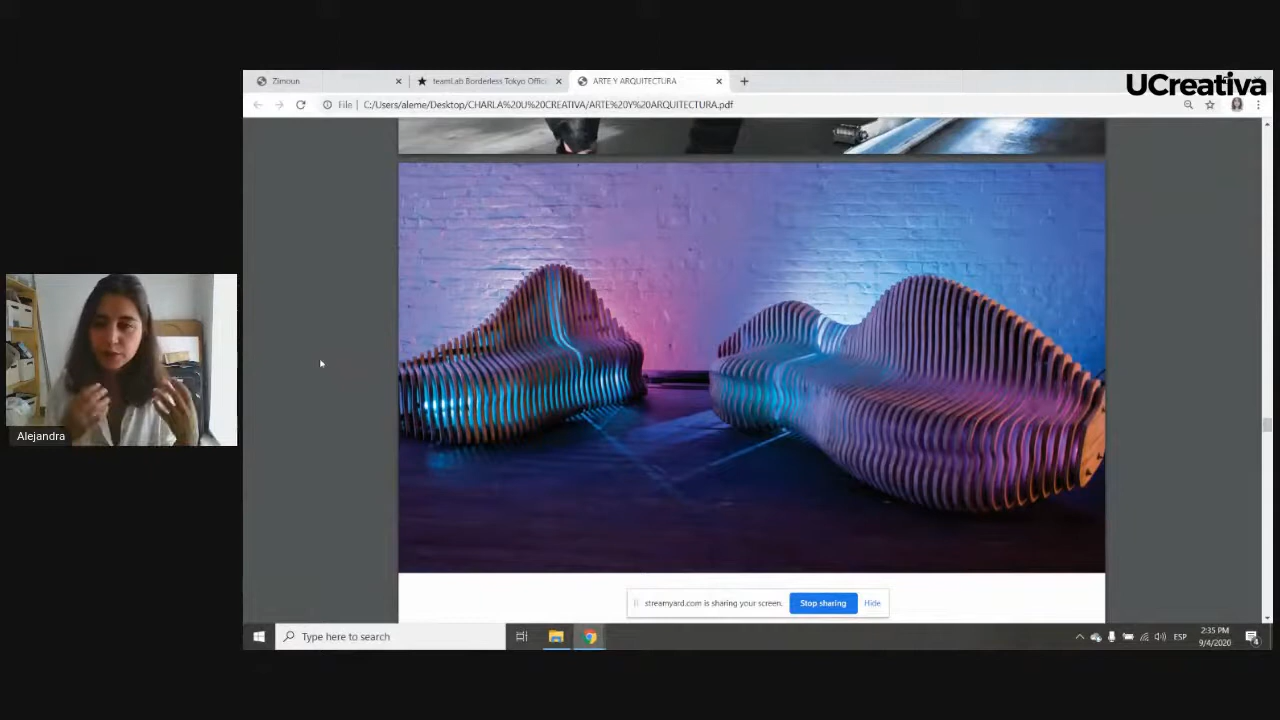 UCreativa
Zimoun
teamLab Borderless Tokyo Offici
ARTE Y ARQUITECTURA
File
C:/Users/aleme/Desktop/CHARLA%20U%20CREATIVA/ARTE%20Y%20ARQUITECTURA.pdf
Alejandra
streamyard.com is sharing your screen.
Stop sharing
Hide
Type here to search
ESP
2:35 PM
9/4/2020